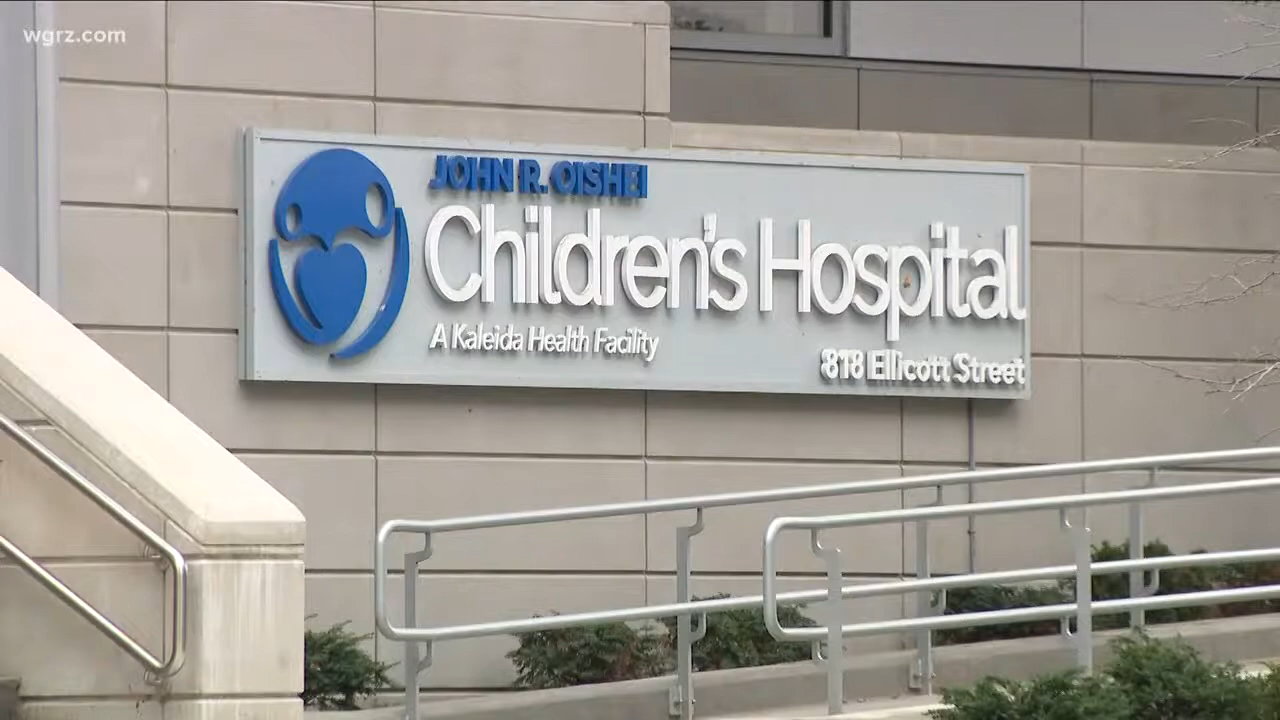 wgrz.com
JOHN R. OISHEI
Children's Hospital
A Kaleida Health Facility
818 Ellicott Street